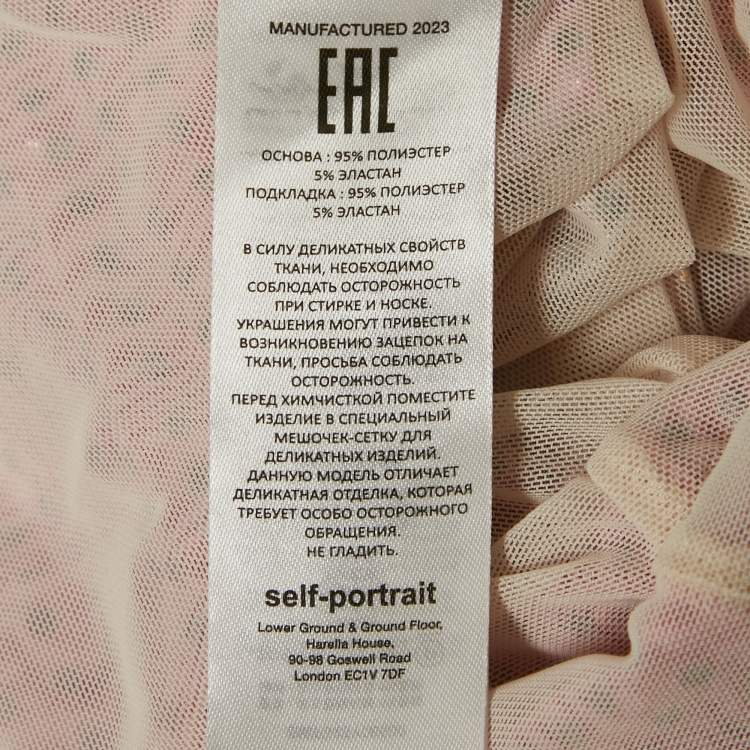 MANUFACTURED 2023
EAC
ОСНОВА : 95% ПОЛИЭСТЕР
5% ЭЛАСТАН
ПОДКЛАДКА : 95% ПОЛИЭСТЕР
5% ЭЛАСТАН
В СИЛУ ДЕЛИКАТНЫХ СВОЙСТВ
ТКАНИ, НЕОБХОДИМО
СОБЛЮДАТЬ ОСТОРОЖНОСТЬ
ПРИ СТИРКЕ И НОСКЕ.
УКРАШЕНИЯ МОГУТ ПРИВЕСТИ К
ВОЗНИКНОВЕНИЮ ЗАЦЕПОК НА
ТКАНИ, ПРОСЬБА СОБЛЮДАТЬ
ОСТОРОЖНОСТЬ.
ПЕРЕД ХИМЧИСТКОЙ ПОМЕСТИТЕ
ИЗДЕЛИЕ В СПЕЦИАЛЬНЫЙ
МЕШОЧЕК-СЕТКУ ДЛЯ
ДЕЛИКАТНЫХ ИЗДЕЛИЙ.
ДАННУЮ МОДЕЛЬ ОТЛИЧАЕТ
ДЕЛИКАТНАЯ ОТДЕЛКА, КОТОРАЯ
ТРЕБУЕТ ОСОБО ОСТОРОЖНОГО
ОБРАЩЕНИЯ.
НЕ ГЛАДИТЬ.
self-portrait
Lower Ground & Ground Floor,
Harella House,
90-98 Goswell Road
London EC1V 7DF